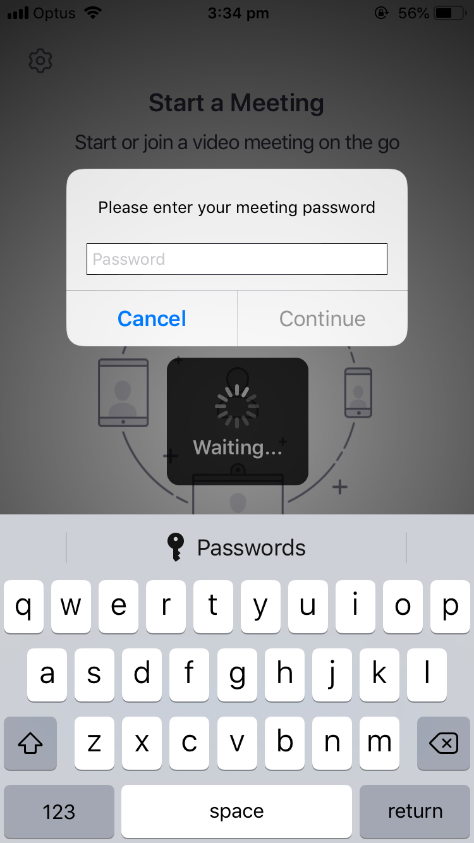 Optus 3:34 pm 56%
Start a Meeting
Start or join a video meeting on the go
Please enter your meeting password
Password
Cancel Continue
Waiting...
Passwords
q w e r t y u i o p
a s d f g h j k l
z x c v b n m
123 space return